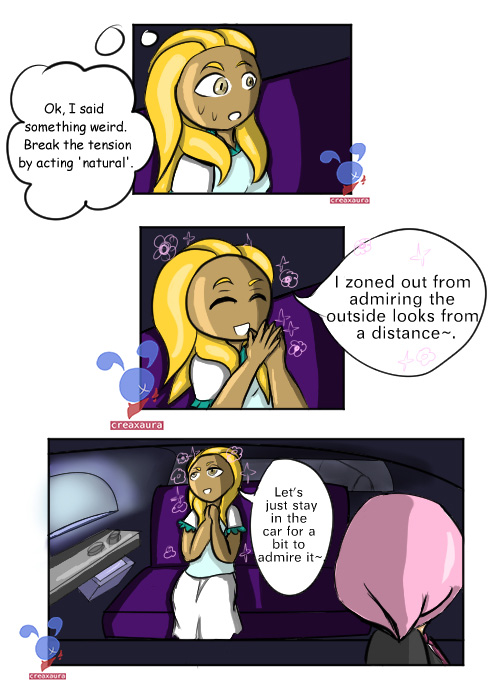 Ok, I said
something weird.
Break the tension
by acting 'natural'.
creaxaura
I zoned out from
admiring the
outside looks from
a distance~.
creaxaura
Let's
just stay
in the
car for a
bit to
admire it~
creaxaura